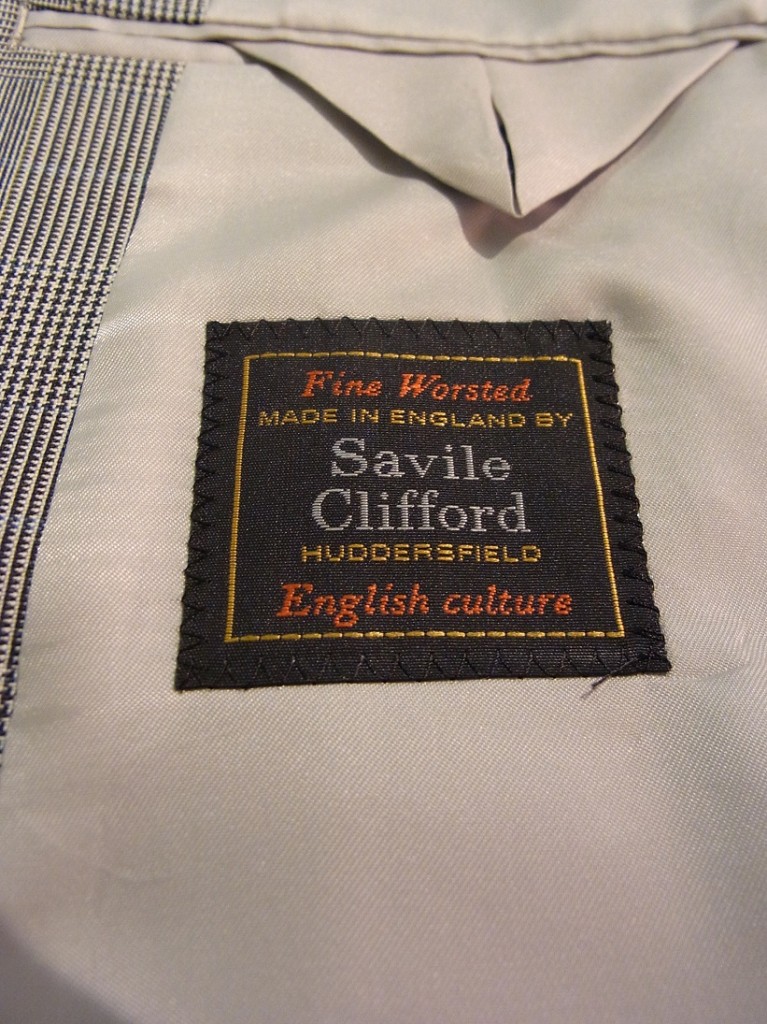 Fine Worsted
MADE IN ENGLAND BY
Savile
Clifford
HUDDERSFIELD
English culture